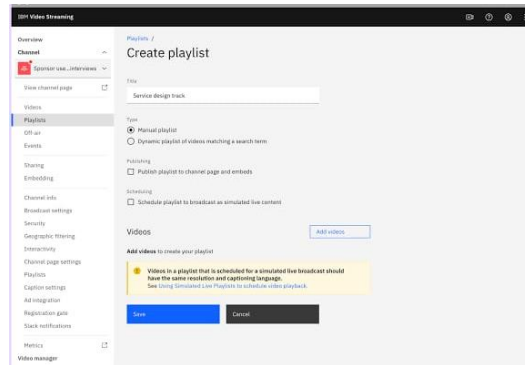 IBM Video Streaming
Overview
Channel
Sponsor use...interviews
View channel page
Videos
Playlists
Off-air
Events
Sharing
Embedding
Channel info
Broadcast settings
Security
Geographic filtering
Interactivity
Channel page settings
Playlists
Caption settings
Ad integration
Registration gate
Slack notifications
Metrics
Video manager
Playlists /
Create playlist
Title
Service design track
Type
Manual playlist
Dynamic playlist of videos matching a search term
Publishing
Publish playlist to channel page and embeds
Scheduling
Schedule playlist to broadcast as simulated live content
Videos
Add videos
Add videos to create your playlist
Videos in a playlist that is scheduled for a simulated live broadcast should
have the same resolution and captioning language.
See Using Simulated Live Playlists to schedule video playback.
Save
Cancel